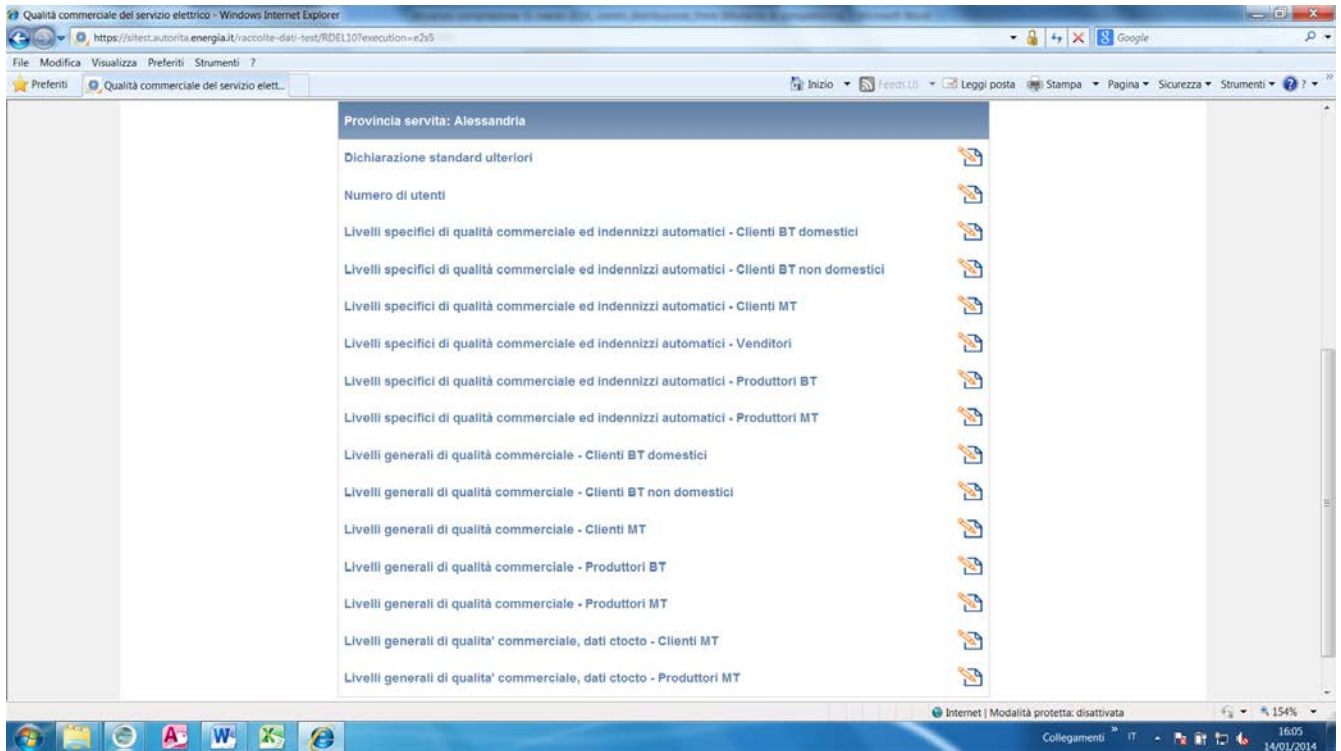 Qualità commerciale del servizio elettrico - Windows Internet Explorer
https://sitest.autorita.energia.it/raccolte-dati-test/RDEL10?execution=e2s5
Google
File Modifica Visualizza Preferiti Strumenti ?
Preferiti Qualità commerciale del servizio elett... Inizio Feeds (J) Leggi posta Stampa Pagina Sicurezza Strumenti ? »
Provincia servita: Alessandria
Dichiarazione standard ulteriori
Numero di utenti
Livelli specifici di qualità commerciale ed indennizzi automatici - Clienti BT domestici
Livelli specifici di qualità commerciale ed indennizzi automatici - Clienti BT non domestici
Livelli specifici di qualità commerciale ed indennizzi automatici - Clienti MT
Livelli specifici di qualità commerciale ed indennizzi automatici - Venditori
Livelli specifici di qualità commerciale ed indennizzi automatici - Produttori BT
Livelli specifici di qualità commerciale ed indennizzi automatici - Produttori MT
Livelli generali di qualità commerciale - Clienti BT domestici
Livelli generali di qualità commerciale - Clienti BT non domestici
Livelli generali di qualità commerciale - Clienti MT
Livelli generali di qualità commerciale - Produttori BT
Livelli generali di qualità commerciale - Produttori MT
Livelli generali di qualita' commerciale, dati ctocto - Clienti MT
Livelli generali di qualita' commerciale, dati ctocto - Produttori MT
Internet | Modalità protetta: disattivata 154%
Collegamenti » IT 16:05
14/01/2014